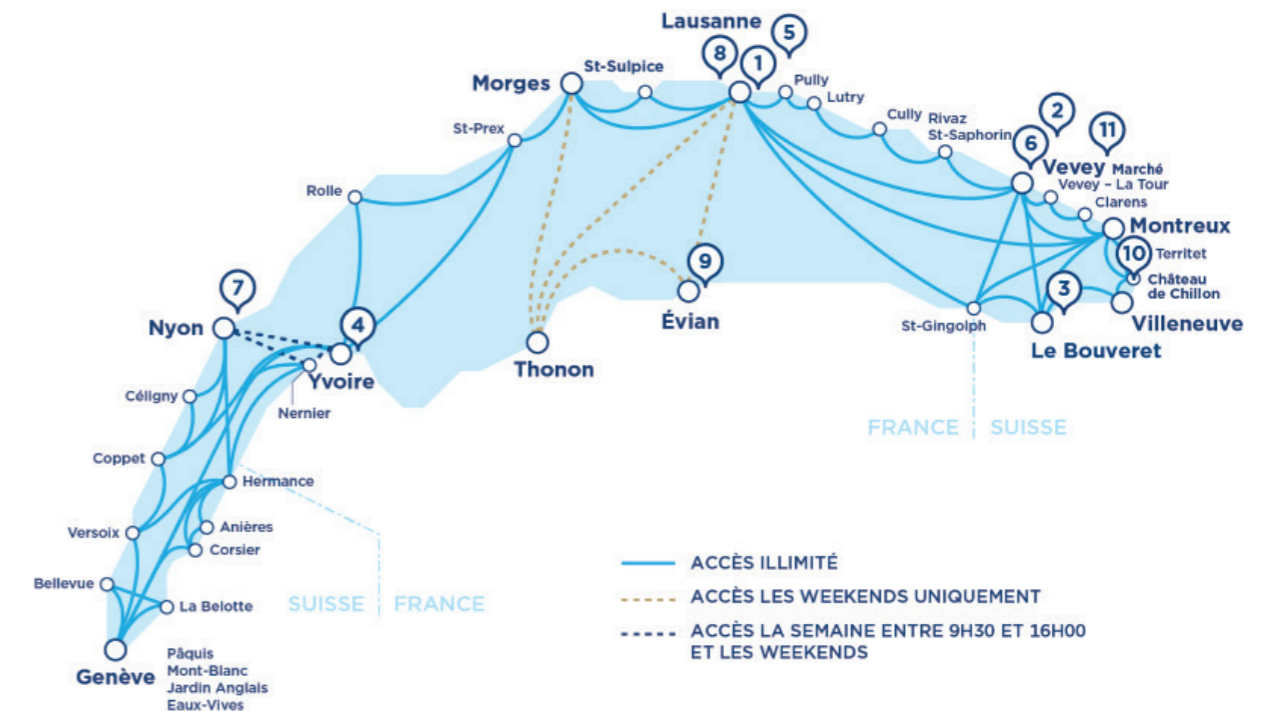 Lausanne
5
8
1
St-Sulpice
Morges
Pully
Lutry
2
11
Cully
Rivaz
St-Saphorin
6
St-Prex
Vevey Marché
Vevey – La Tour
Rolle
Clarens
Montreux
10
Territet
9
7
3
Château
de Chillon
Nyon
4
Évian
St-Gingolph
Villeneuve
Le Bouveret
Thonon
Yvoire
Céligny
Nernier
FRANCE
SUISSE
Coppet
Hermance
Versoix
Anières
Corsier
ACCÈS ILLIMITÉ
Bellevue
La Belotte
SUISSE
FRANCE
ACCÈS LES WEEKENDS UNIQUEMENT
ACCÈS LA SEMAINE ENTRE 9H30 ET 16H00
ET LES WEEKENDS
Genève
Pâquis
Mont-Blanc
Jardin Anglais
Eaux-Vives